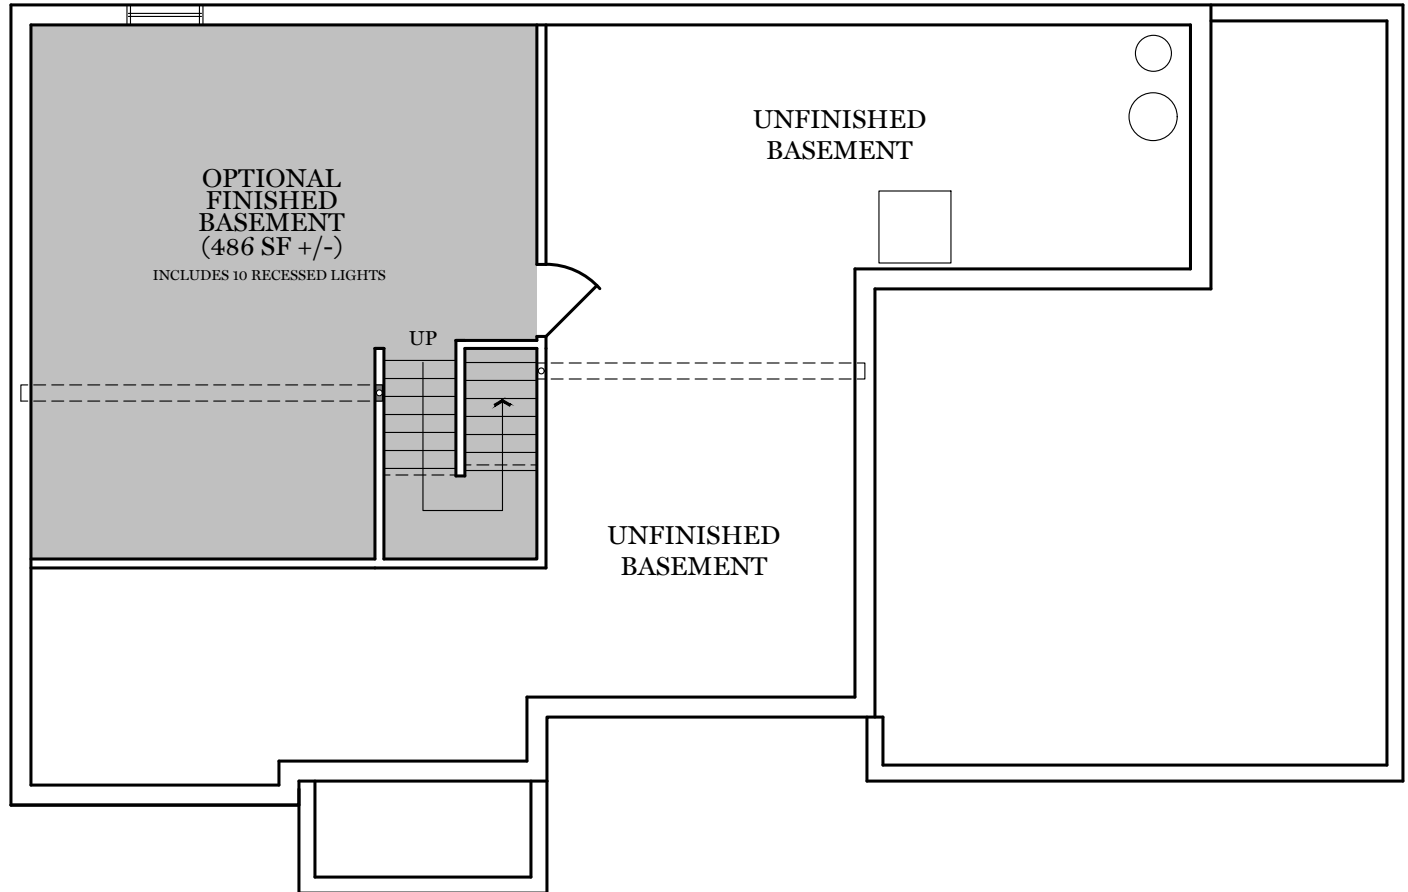 UNFINISHED
BASEMENT
OPTIONAL
FINISHED
BASEMENT
(486 SF +/-)
INCLUDES 10 RECESSED LIGHTS
UP
UNFINISHED
BASEMENT